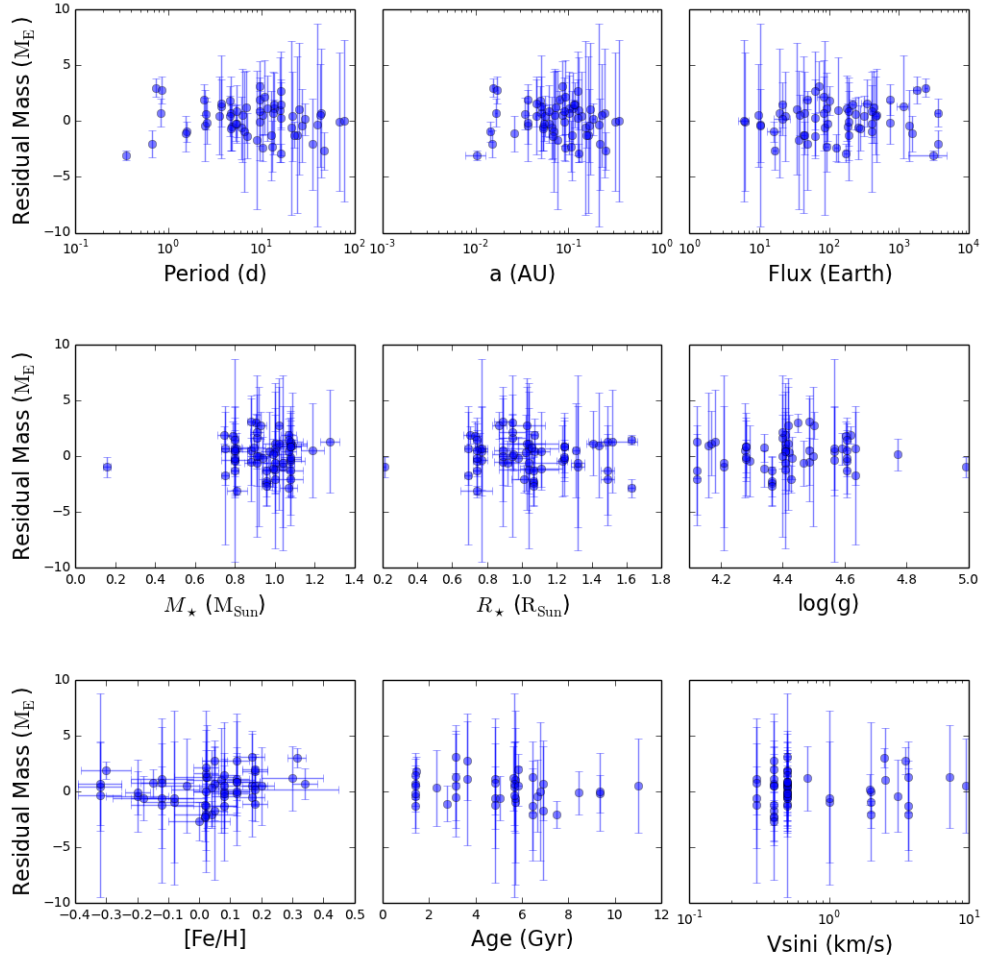 Residual Mass (M_E)
10
5
0
−5
−10
10^-1 10^0 10^1 10^2
Period (d)
10^-3 10^-2 10^-1 10^0
a (AU)
10^0 10^1 10^2 10^3 10^4
Flux (Earth)
Residual Mass (M_E)
10
5
0
−5
−10
0.0 0.2 0.4 0.6 0.8 1.0 1.2 1.4
M★ (M_Sun)
0.2 0.4 0.6 0.8 1.0 1.2 1.4 1.6 1.8
R★ (R_Sun)
4.2 4.4 4.6 4.8 5.0
log(g)
Residual Mass (M_E)
10
5
0
−5
−10
−0.4 −0.3 −0.2 −0.1 0.0 0.1 0.2 0.3 0.4 0.5
[Fe/H]
0 2 4 6 8 10 12
Age (Gyr)
10^-1 10^0 10^1
Vsini (km/s)